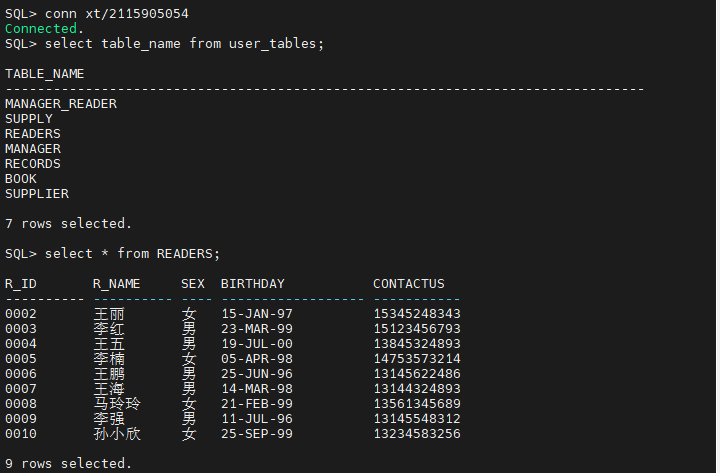 SQL> conn xt/2115905054
Connected.
SQL> select table_name from user_tables;
TABLE_NAME
--------------------------------------------------------------------------------
MANAGER_READER
SUPPLY
READERS
MANAGER
RECORDS
BOOK
SUPPLIER
7 rows selected.
SQL> select * from READERS;
R_ID       R_NAME     SEX  BIRTHDAY           CONTACTUS
---------- ---------- ---- ------------------ -----------
0002       王丽       女   15-JAN-97          15345248343
0003       李红       男   23-MAR-99          15123456793
0004       王五       男   19-JUL-00          13845324893
0005       李楠       女   05-APR-98          14753573214
0006       王鹏       男   25-JUN-96          13145622486
0007       王海       男   14-MAR-98          13144324893
0008       马玲玲     女   21-FEB-99          13561345689
0009       李强       男   11-JUL-96          13145548312
0010       孙小欣     女   25-SEP-99          13234583256
9 rows selected.